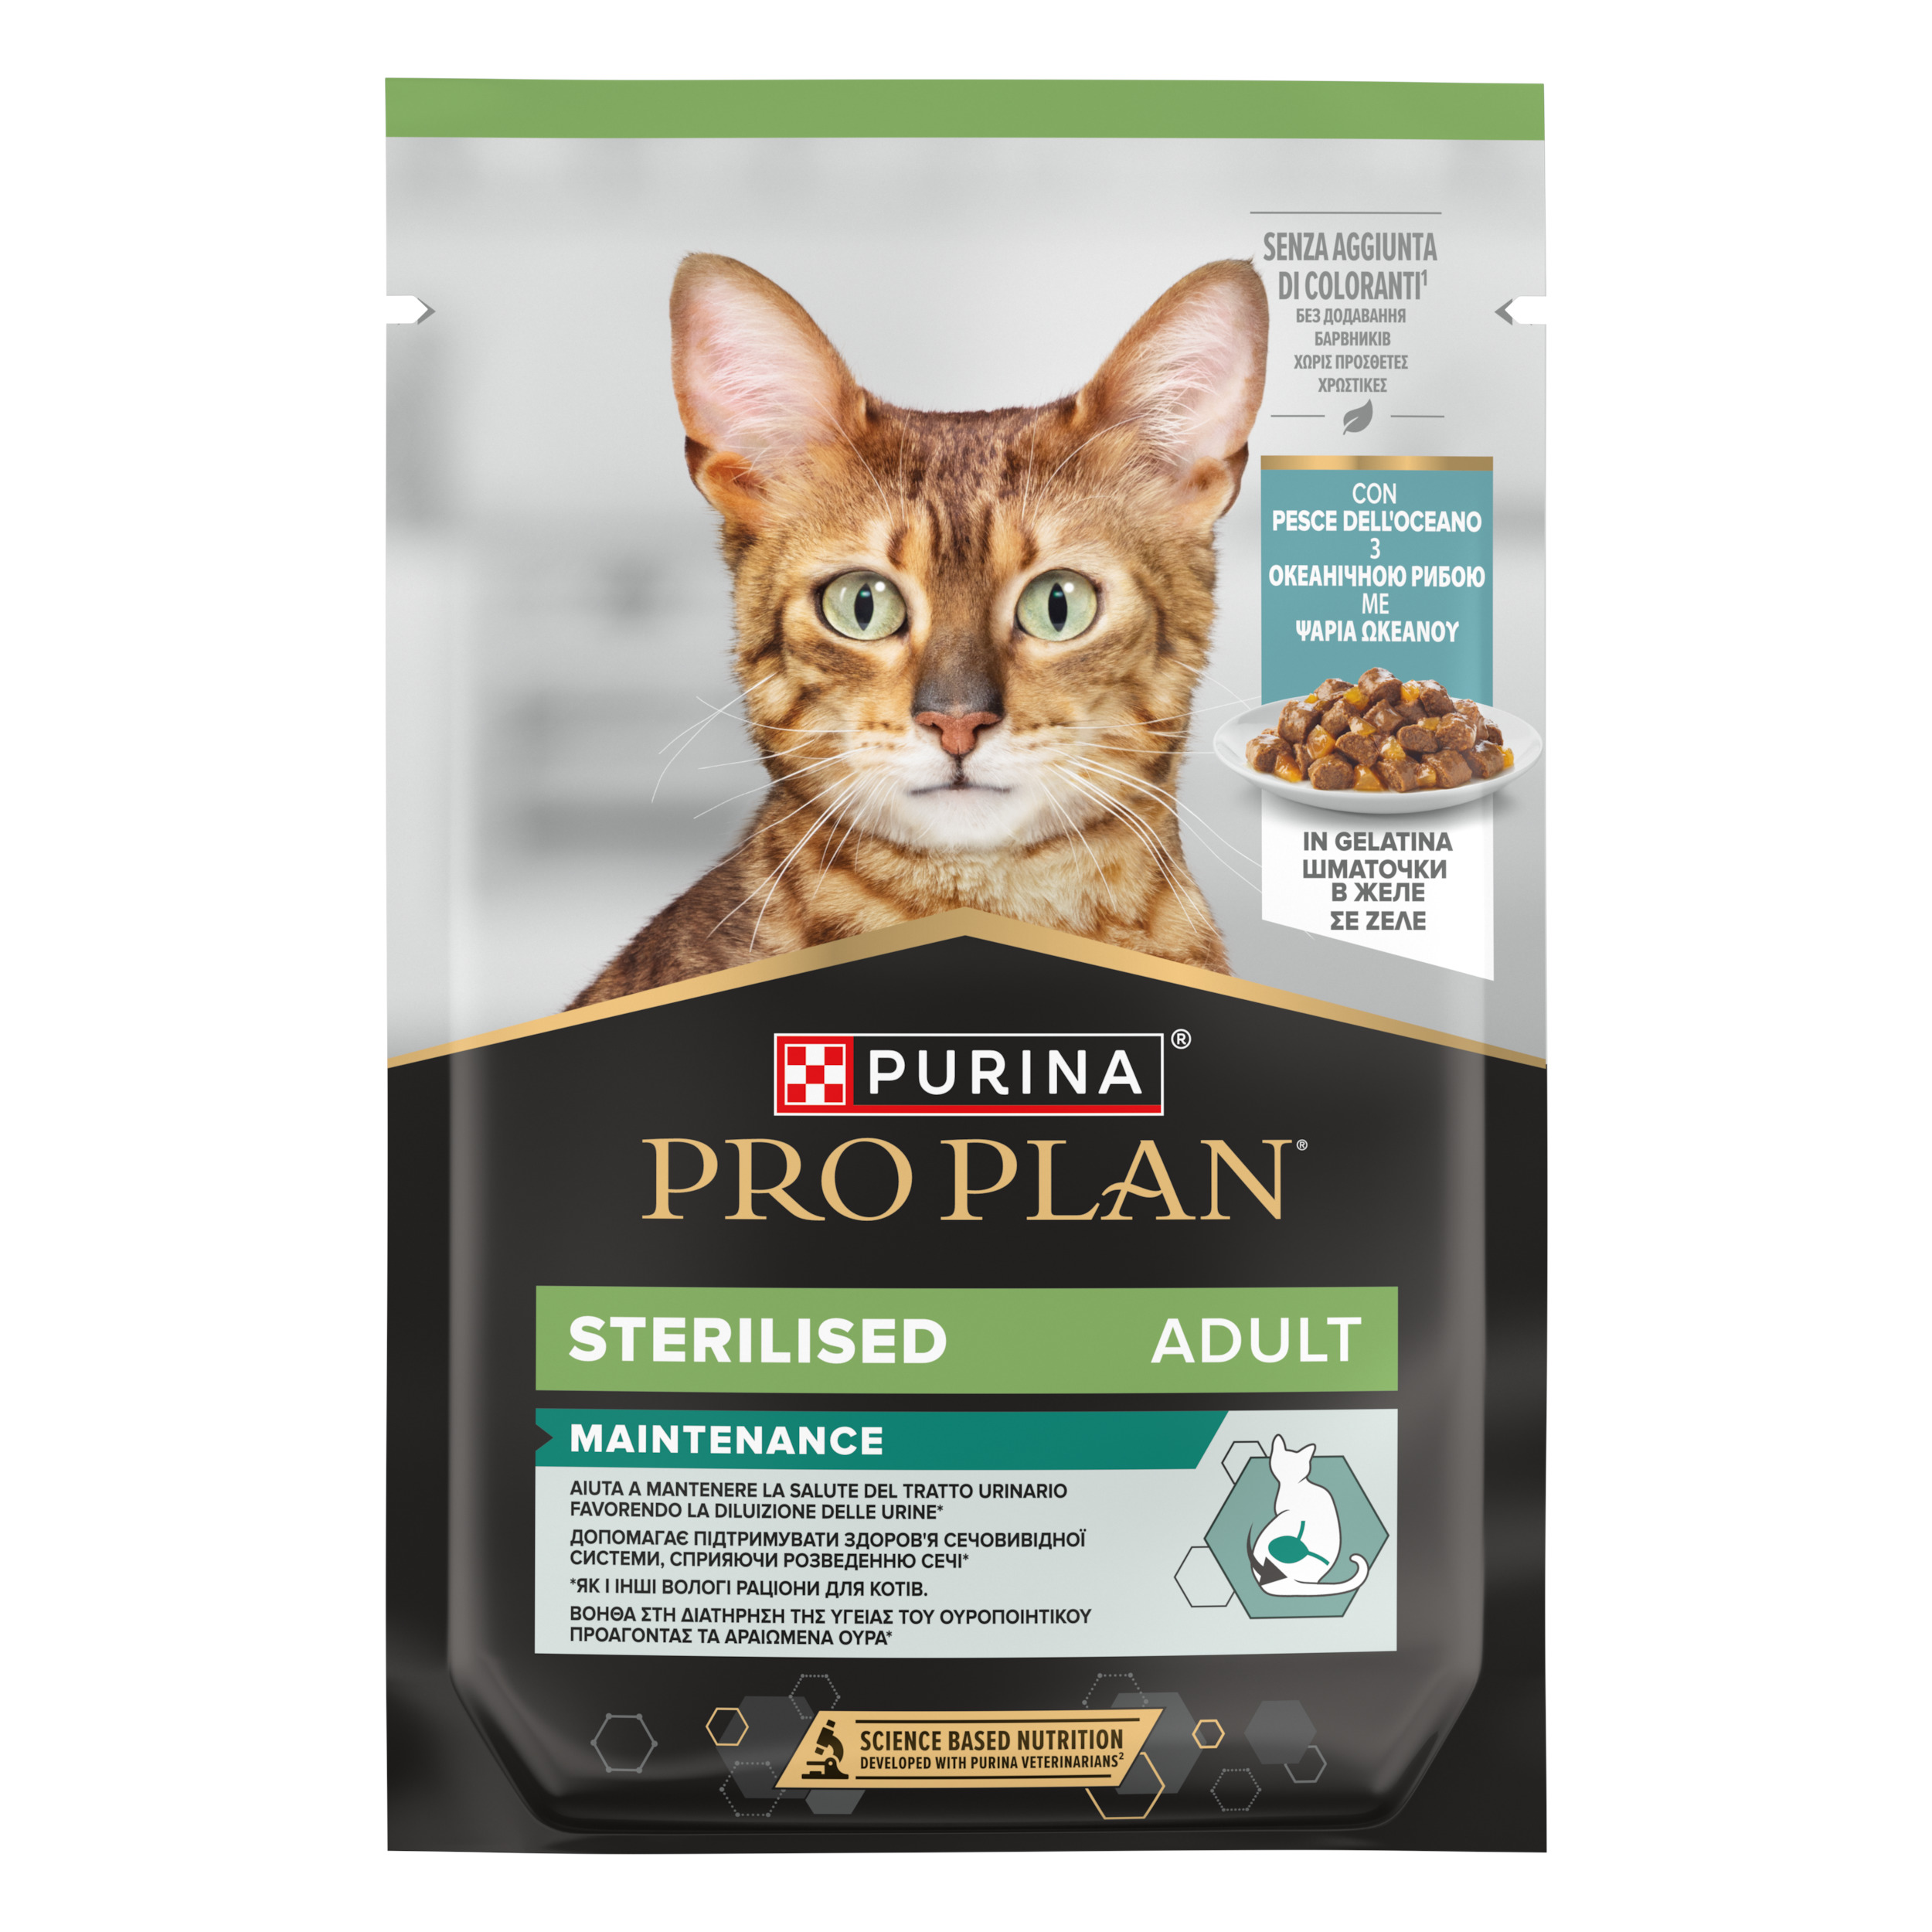 SENZA AGGIUNTA
DI COLORANTI¹
БЕЗ ДОДАВАННЯ
БАРВНИКІВ
ΧΩΡΙΣ ΠΡΟΣΘΕΤΕΣ
ΧΡΩΣΤΙΚΕΣ
CON
PESCE DELL'OCEANO
З
ОКЕАНІЧНОЮ РИБОЮ
ΜΕ
ΨΑΡΙΑ ΩΚΕΑΝΟΥ
IN GELATINA
ШМАТОЧКИ
В ЖЕЛЕ
ΣΕ ΖΕΛΕ
PURINA®
PRO PLAN®
STERILISED ADULT
MAINTENANCE
AIUTA A MANTENERE LA SALUTE DEL TRATTO URINARIO
FAVORENDO LA DILUIZIONE DELLE URINE*
ДОПОМАГАЄ ПІДТРИМУВАТИ ЗДОРОВ'Я СЕЧОВИВІДНОЇ
СИСТЕМИ, СПРИЯЮЧИ РОЗВЕДЕННЮ СЕЧІ*
*ЯК І ІНШІ ВОЛОГІ РАЦІОНИ ДЛЯ КОТІВ.
ΒΟΗΘΑ ΣΤΗ ΔΙΑΤΗΡΗΣΗ ΤΗΣ ΥΓΕΙΑΣ ΤΟΥ ΟΥΡΟΠΟΙΗΤΙΚΟΥ
ΠΡΟΑΓΟΝΤΑΣ ΤΑ ΑΡΑΙΩΜΕΝΑ ΟΥΡΑ*
SCIENCE BASED NUTRITION
DEVELOPED WITH PURINA VETERINARIANS²